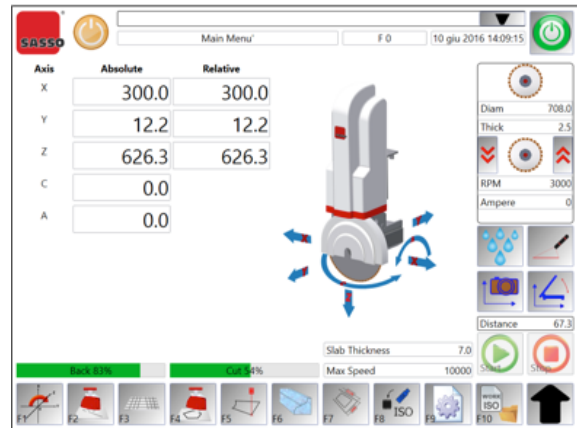 SASSO
Main Menu'
F 0
10 giu 2016 14:09:15
Axis Absolute Relative
X 300.0 300.0
Y 12.2 12.2
Z 626.3 626.3
C 0.0
A 0.0
Diam 708.0
Thick 2.5
RPM 3000
Ampere 0
Distance 67.3
Slab Thickness 7.0
Max Speed 10000
Start Stop
Back 83% Cut 54%
F1 F2 F3 F4 F5 F6 F7 F8 ISO F9 F10 WORK ISO